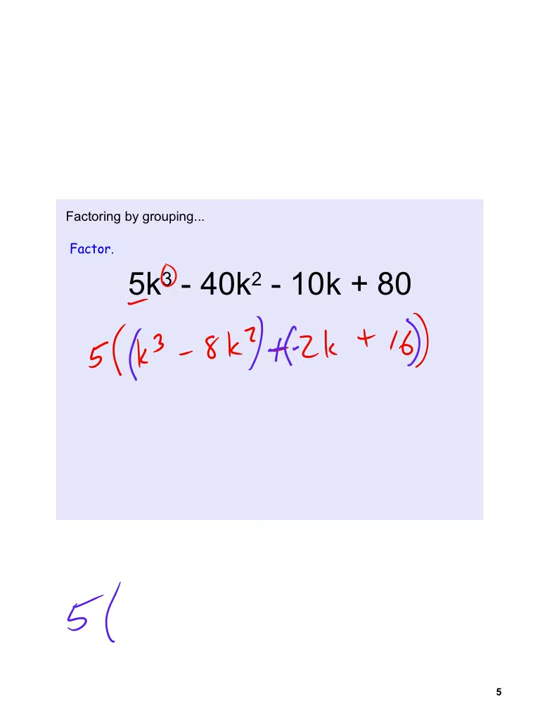 Factoring by grouping...
Factor.
5k³ - 40k² - 10k + 80
5((k³ - 8k²) + (-2k + 16))
5(
5